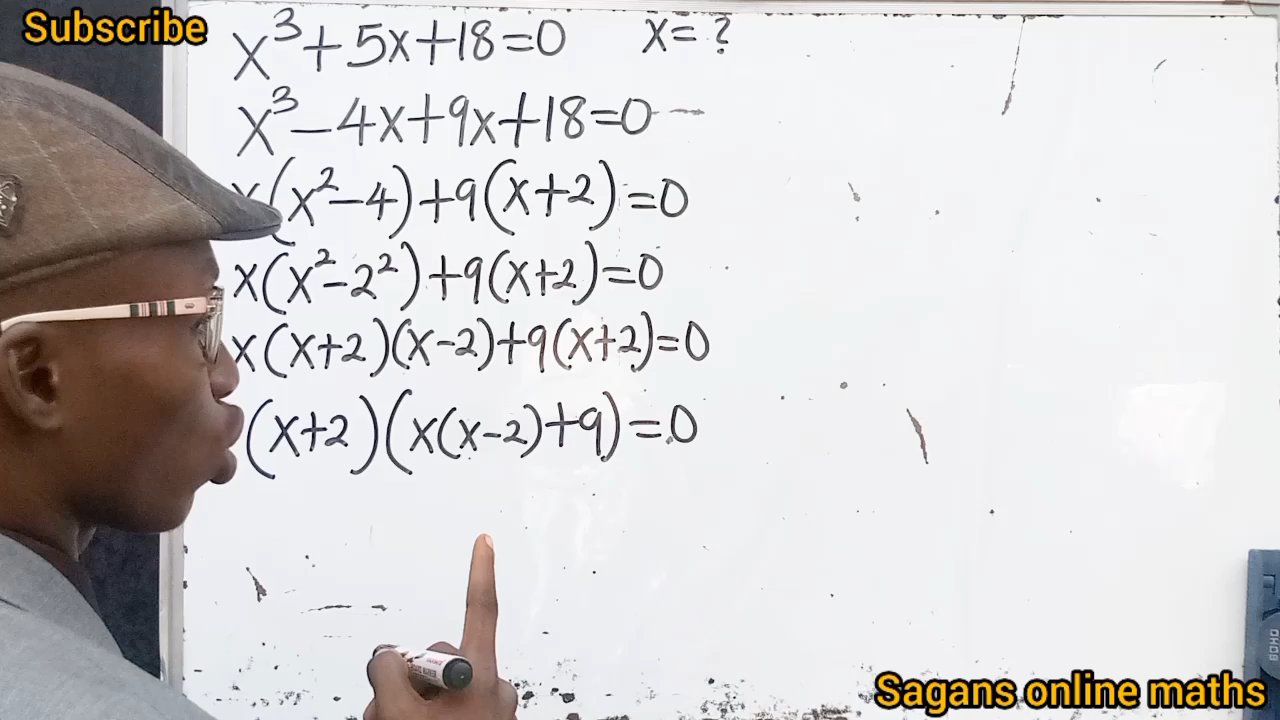 Subscribe
x³+5x+18=0 x=?
x³-4x+9x+18=0
x(x²-4)+9(x+2)=0
x(x²-2²)+9(x+2)=0
x(x+2)(x-2)+9(x+2)=0
(x+2)(x(x-2)+9)=0
Sagans online maths